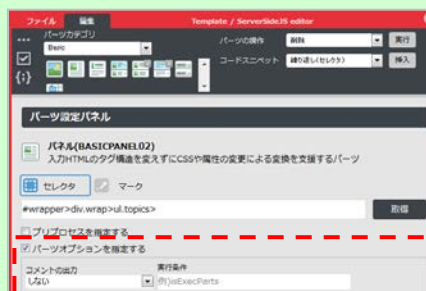 ファイル 編集 Template / ServerSideJS editor
パーツカテゴリ
Basic
パーツの操作 削除 実行
コードスニペット 繰り返し(セレクタ) 挿入
{;}
パーツ設定パネル
パネル(BASICPANEL02)
入力HTMLのタグ構造を変えずにCSSや属性の変更による変換を支援するパーツ
セレクタ マーク
#wrapper>div.wrap>ul.topics> 取得
プリプロセスを指定する
パーツオプションを指定する
コメントの出力 実行条件
しない 例)isExecParts